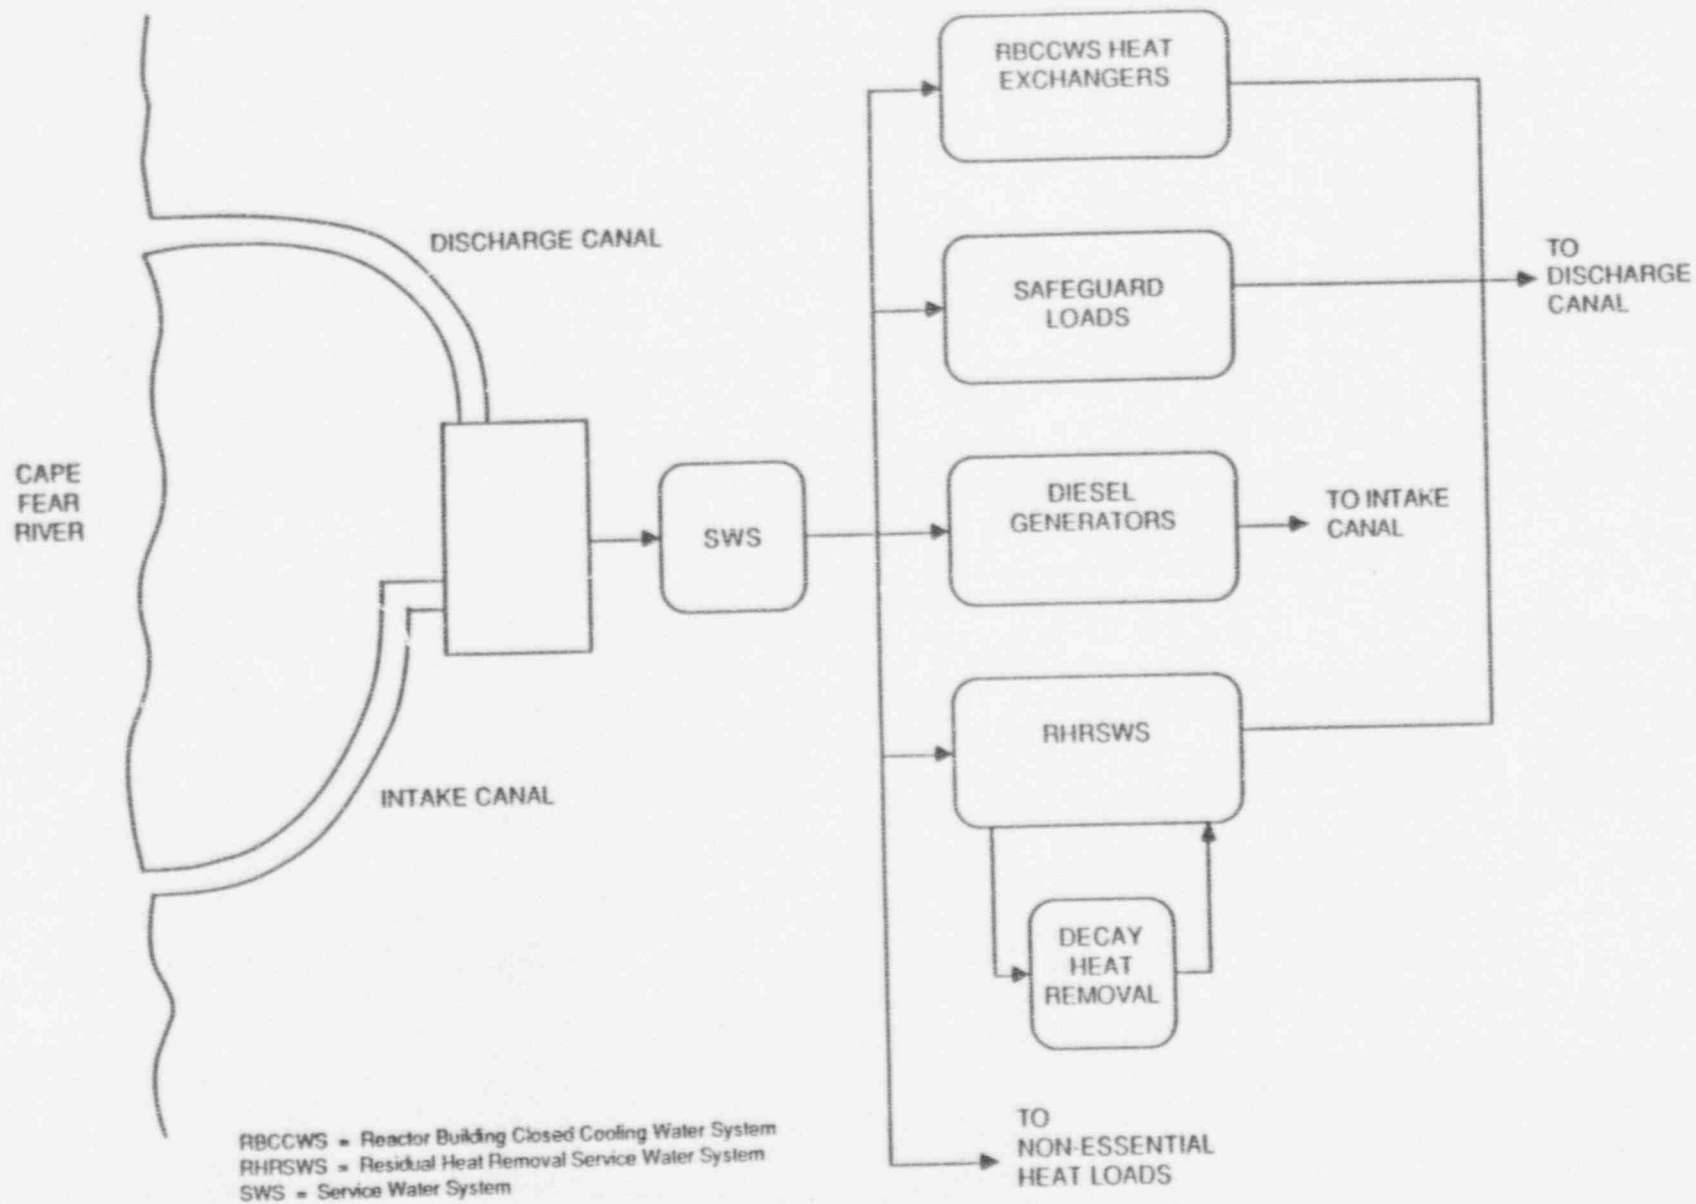 RBCCWS HEAT
EXCHANGERS
DISCHARGE CANAL
SAFEGUARD
LOADS
TO
DISCHARGE
CANAL
CAPE
FEAR
RIVER
SWS
DIESEL
GENERATORS
TO INTAKE
CANAL
RHRSWS
INTAKE CANAL
DECAY
HEAT
REMOVAL
TO
NON-ESSENTIAL
HEAT LOADS
RBCCWS = Reactor Building Closed Cooling Water System
RHRSWS = Residual Heat Removal Service Water System
SWS = Service Water System